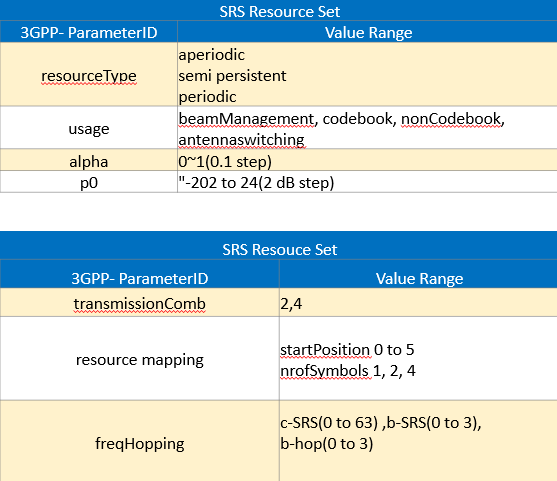 SRS Resource Set
3GPP- ParameterID Value Range
resourceType aperiodic
semi persistent
periodic
usage beamManagement, codebook, nonCodebook,
antennaswitching
alpha 0~1(0.1 step)
p0 "-202 to 24(2 dB step)
SRS Resouce Set
3GPP- ParameterID Value Range
transmissionComb 2,4
resource mapping startPosition 0 to 5
nrofSymbols 1, 2, 4
freqHopping c-SRS(0 to 63) ,b-SRS(0 to 3),
b-hop(0 to 3)